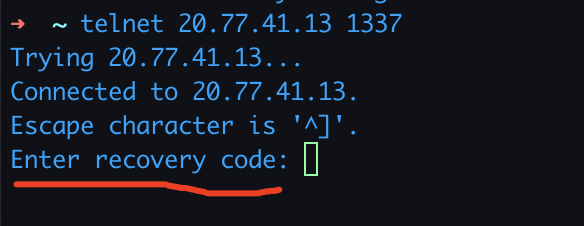 → ~ telnet 20.77.41.13 1337
Trying 20.77.41.13...
Connected to 20.77.41.13.
Escape character is '^]'.
Enter recovery code: